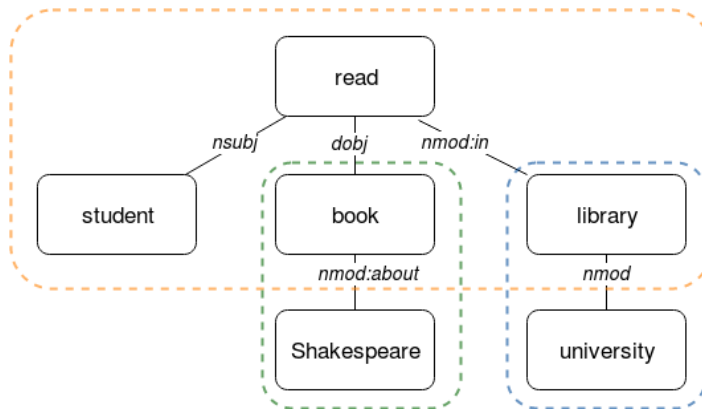 read
nsubj dobj nmod:in
student book library
nmod:about nmod
Shakespeare university